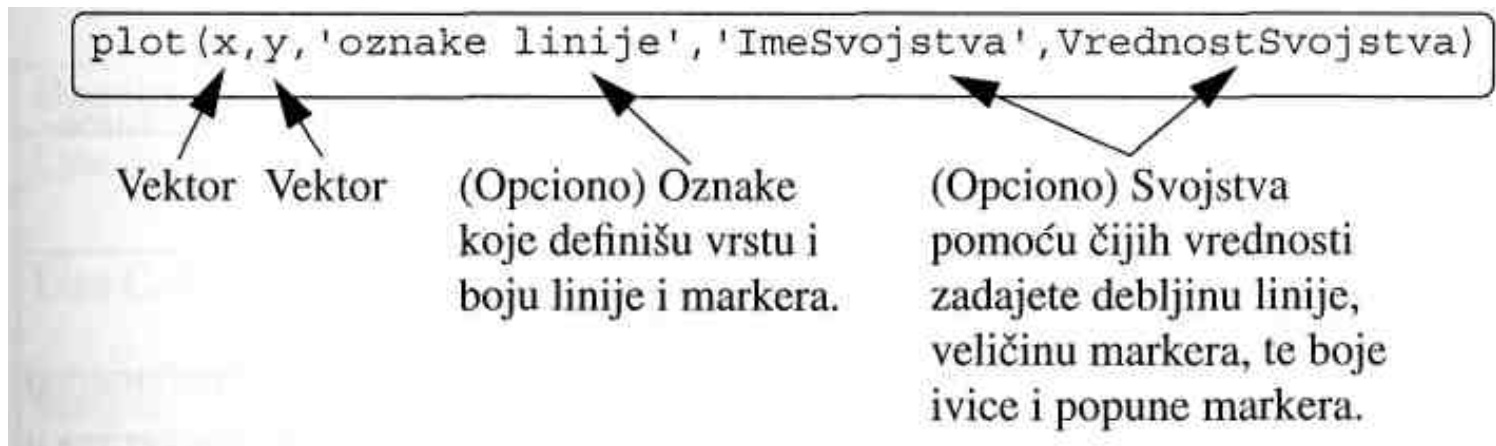 plot(x,y,'oznake linije','ImeSvojstva',VrednostSvojstva)
Vektor Vektor
(Opciono) Oznake
koje definišu vrstu i
boju linije i markera.
(Opciono) Svojstva
pomoću čijih vrednosti
zadajete debljinu linije,
veličinu markera, te boje
ivice i popune markera.